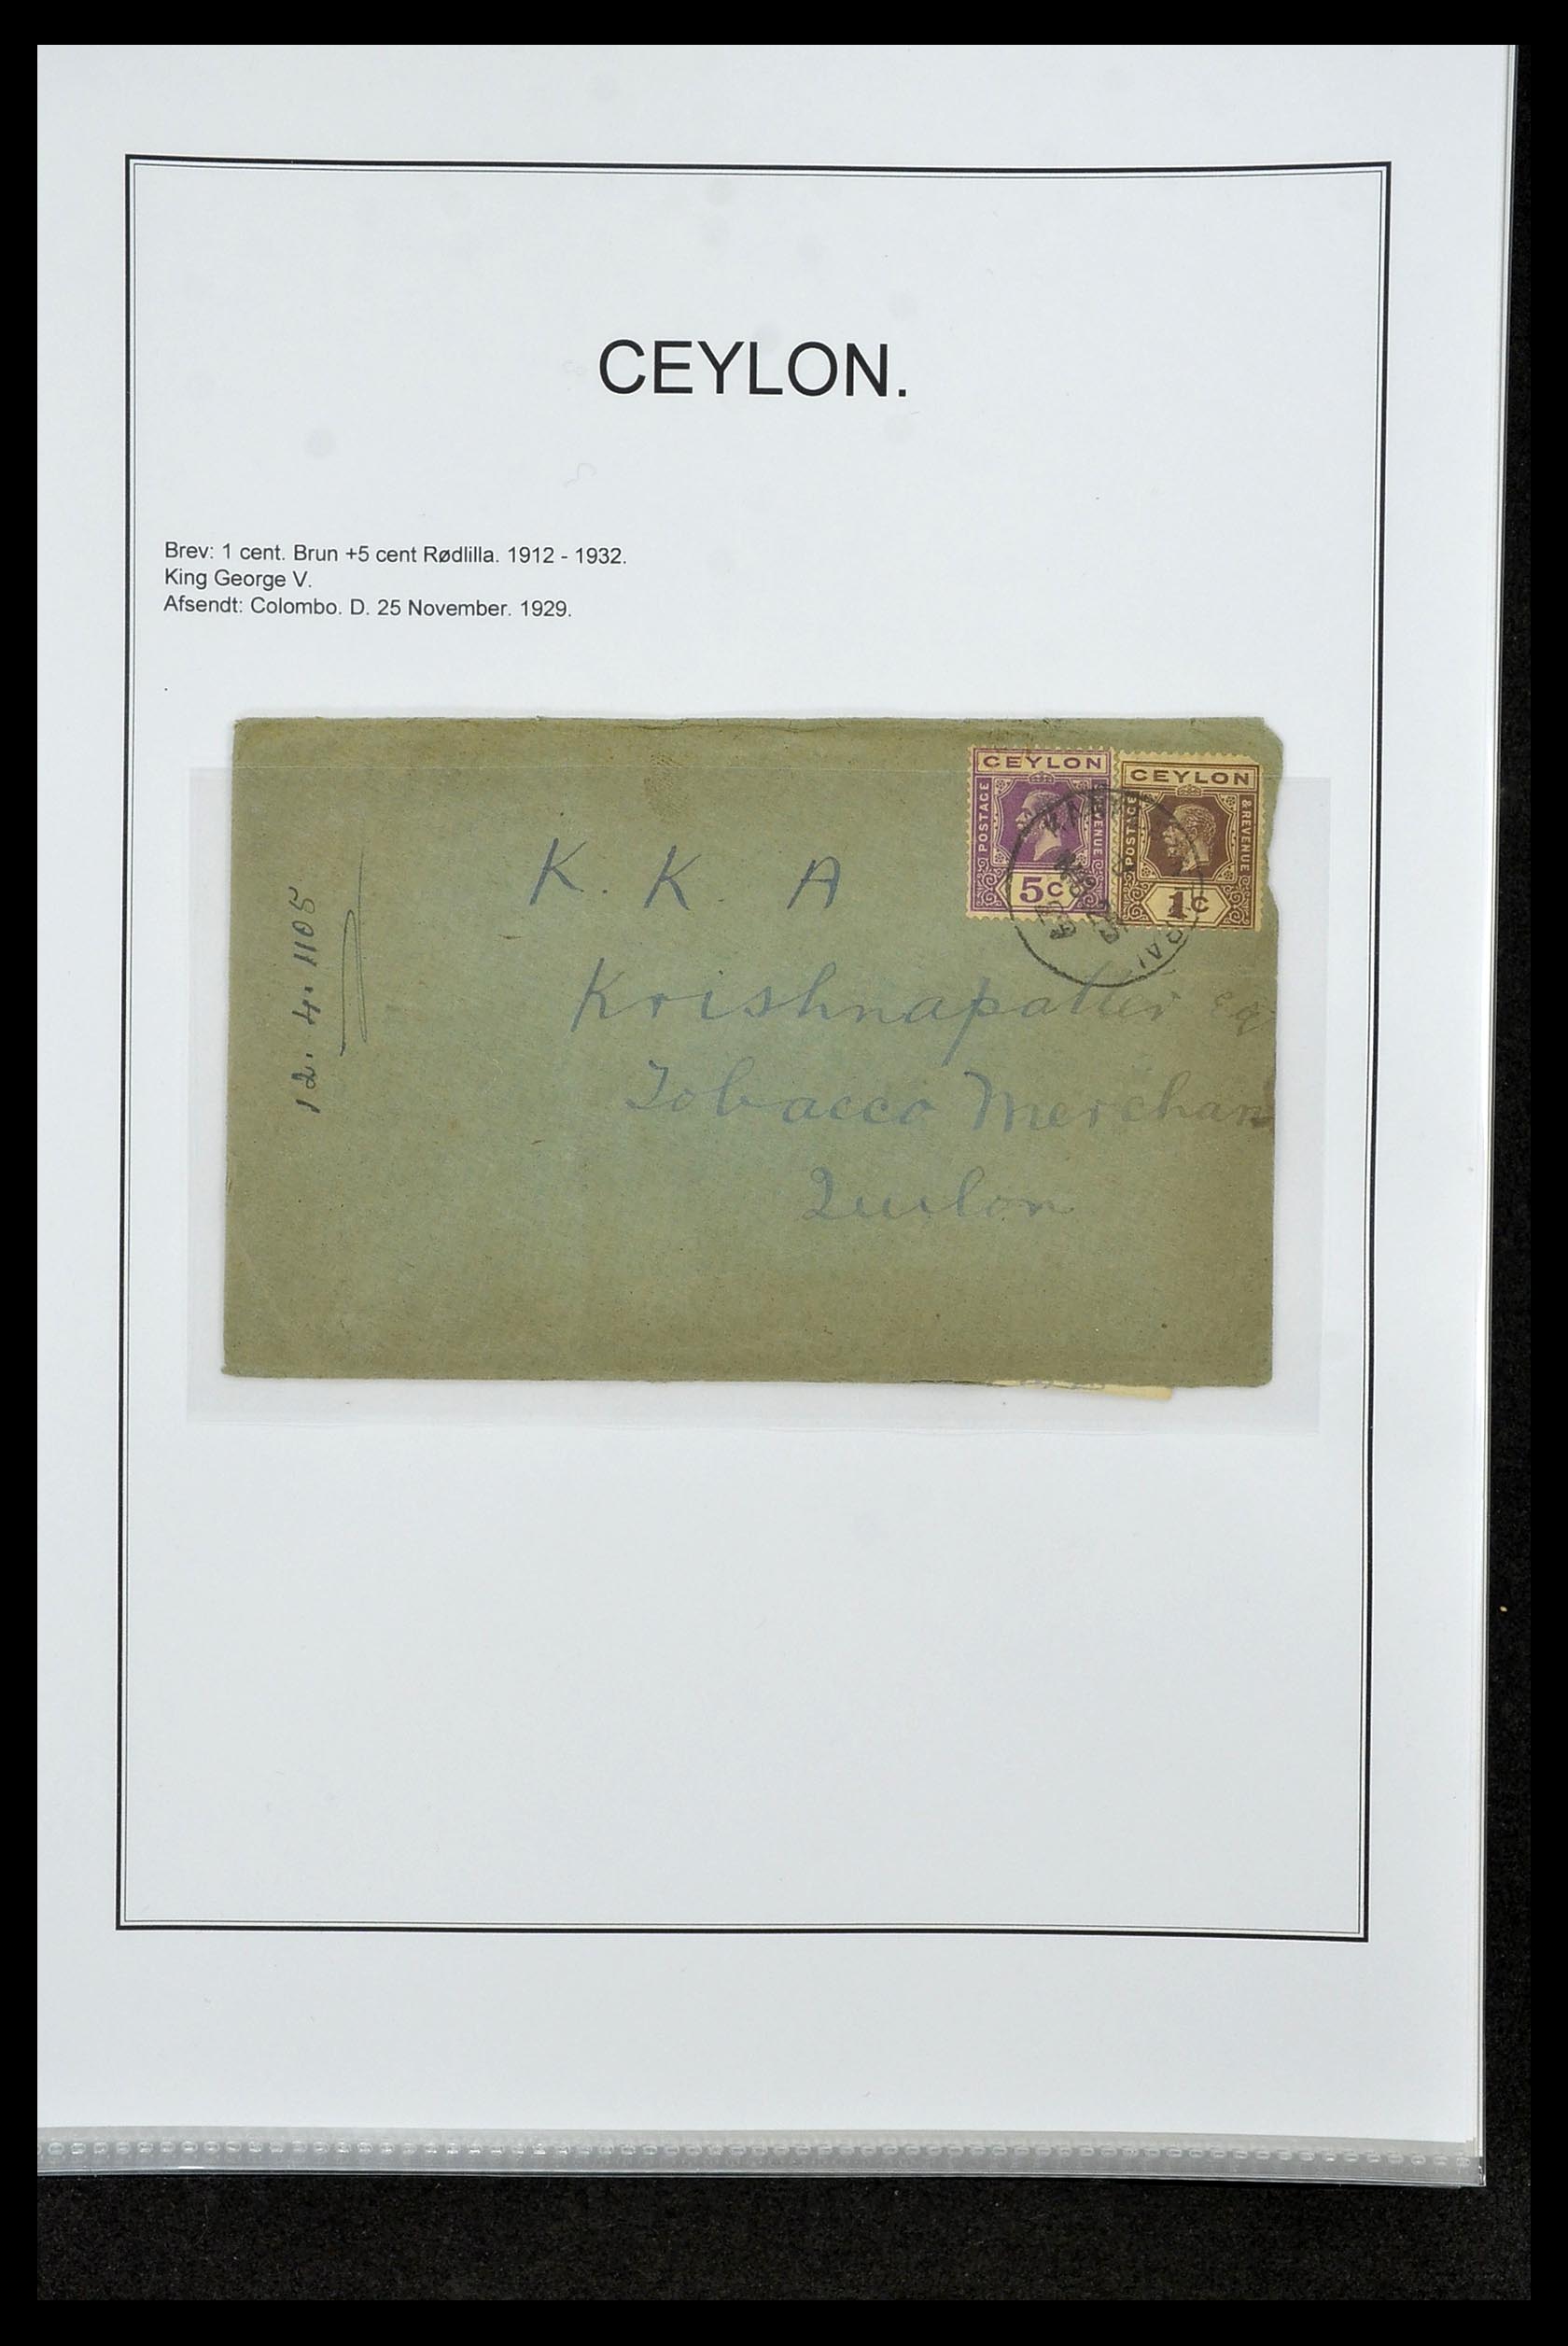 CEYLON.
Brev: 1 cent. Brun +5 cent Rødlilla. 1912 - 1932.
King George V.
Afsendt: Colombo. D. 25 November. 1929.
CEYLON
POSTAGE
5c
CEYLON
POSTAGE
& REVENUE
1c
K. K. A
Krishnapatter Eq
Tobacco Merchan
Quilon
12.4.1105